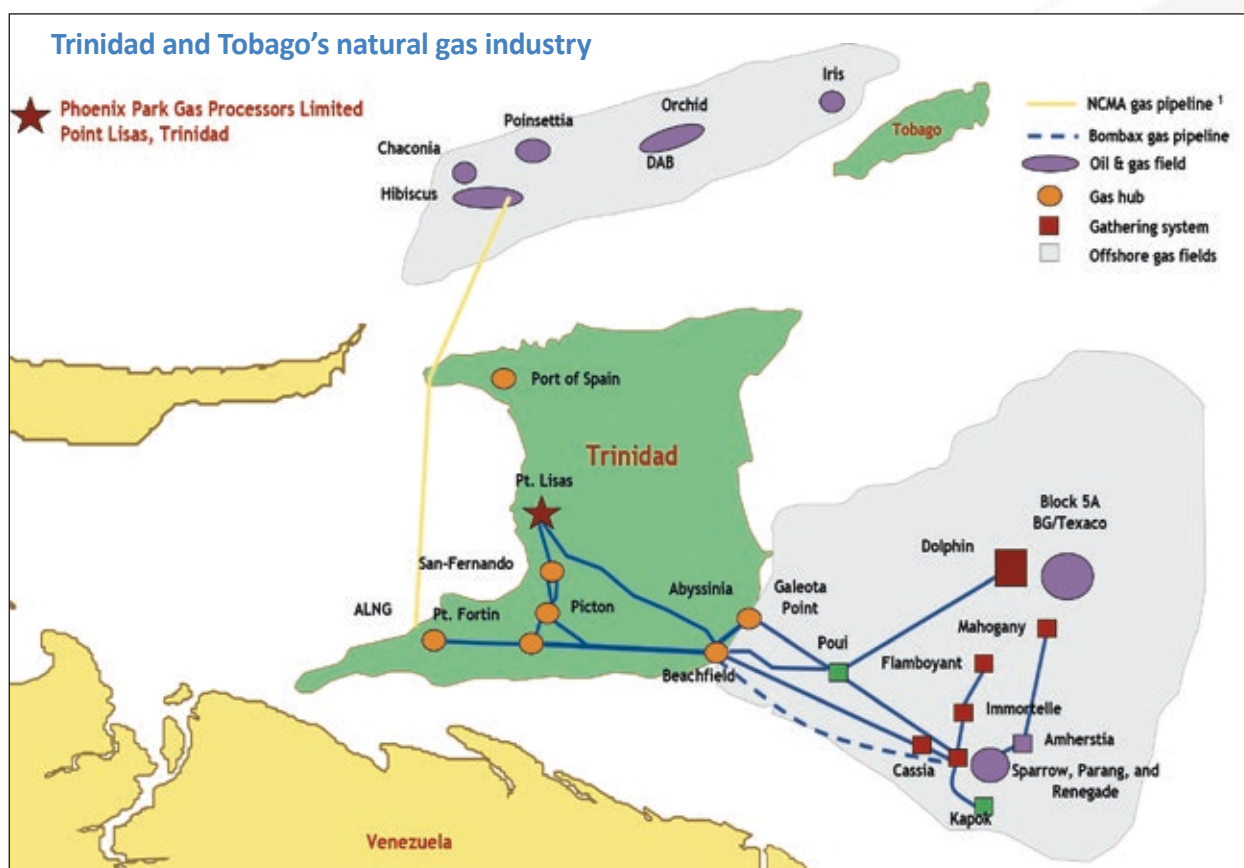 Trinidad and Tobago's natural gas industry
Phoenix Park Gas Processors Limited
Point Lisas, Trinidad
Iris
Orchid
Poinsettia
Chaconia
DAB
Hibiscus
Tobago
NCMA gas pipeline 1
Bombax gas pipeline
Oil & gas field
Gas hub
Gathering system
Offshore gas fields
Port of Spain
Trinidad
Pt. Lisas
Block 5A
BG/Texaco
Dolphin
San-Fernando
Abyssinia
Galeota
Point
ALNG
Pt. Fortin
Picton
Mahogany
Poui
Flamboyant
Beachfield
Immortelle
Amherstia
Cassia
Sparrow, Parang, and
Renegade
Kapok
Venezuela